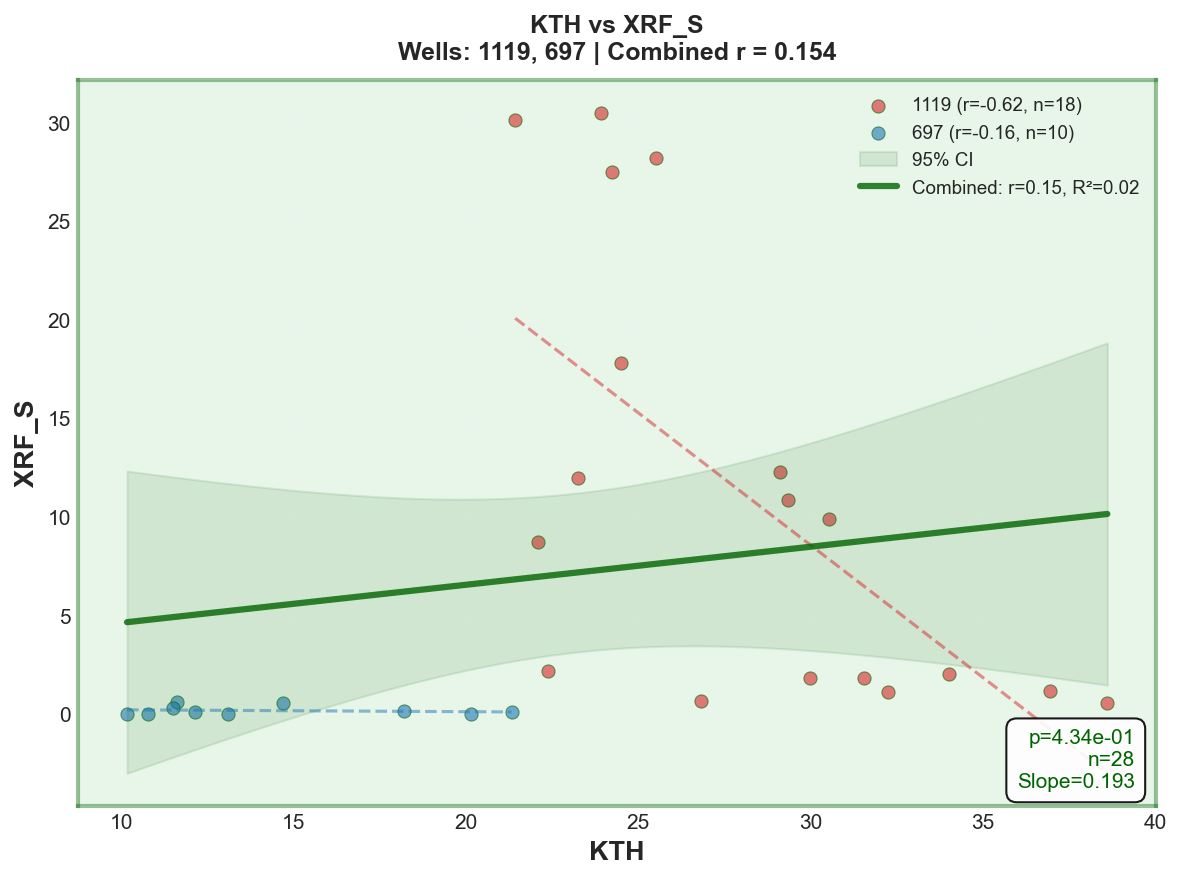 KTH vs XRF_S
Wells: 1119, 697 | Combined r = 0.154
1119 (r=-0.62, n=18)
697 (r=-0.16, n=10)
95% CI
Combined: r=0.15, R²=0.02
XRF_S
30
25
20
15
10
5
0
p=4.34e-01
n=28
Slope=0.193
10 15 20 25 30 35 40
KTH